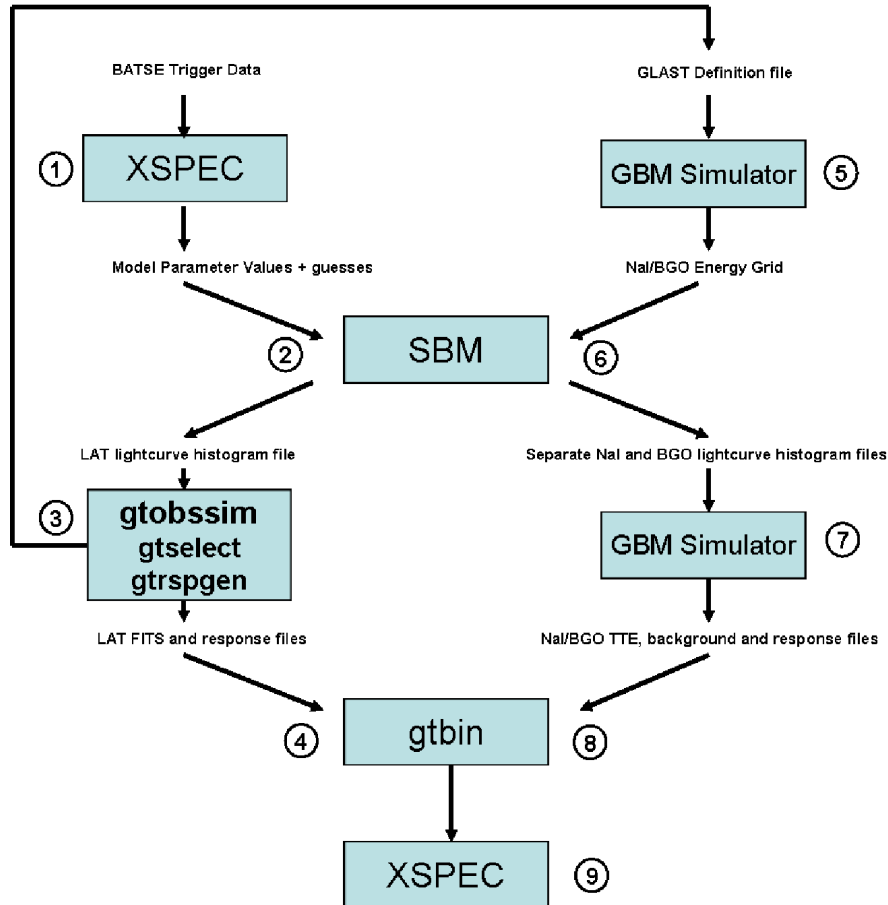 BATSE Trigger Data
GLAST Definition file
1
XSPEC
GBM Simulator
5
Model Parameter Values + guesses
NaI/BGO Energy Grid
2
SBM
6
LAT lightcurve histogram file
Separate NaI and BGO lightcurve histogram files
3
gtobssim
gtselect
gtrspgen
GBM Simulator
7
LAT FITS and response files
NaI/BGO TTE, background and response files
4
gtbin
8
XSPEC
9